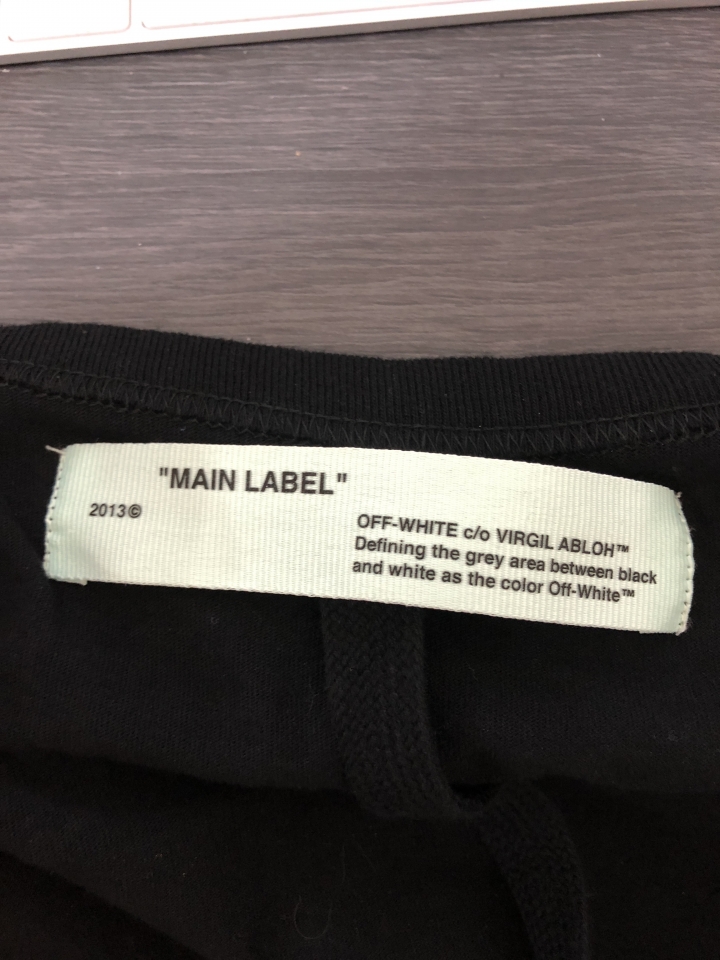 "MAIN LABEL"
2013©
OFF-WHITE c/o VIRGIL ABLOH™
Defining the grey area between black
and white as the color Off-White™